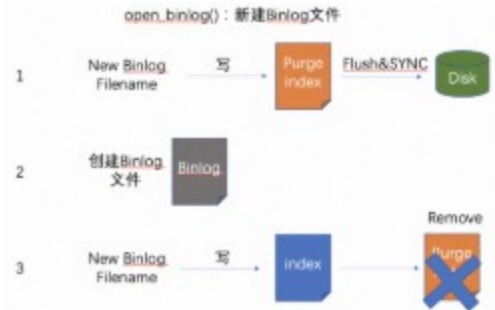 open_binlog()：新建Binlog文件
1
New Binlog
Filename
写
Purge
index
Flush&SYNC
Disk
2
创建Binlog
文件
Binlog
Remove
3
New Binlog
Filename
写
index
Purge